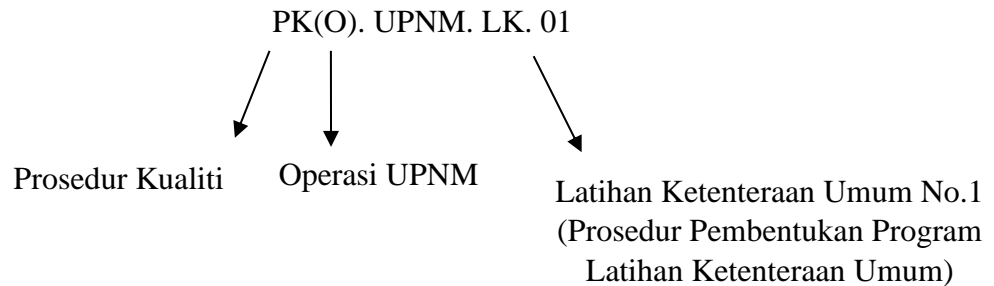 PK(O). UPNM. LK. 01
Prosedur Kualiti
Operasi UPNM
Latihan Ketenteraan Umum No.1
(Prosedur Pembentukan Program
Latihan Ketenteraan Umum)